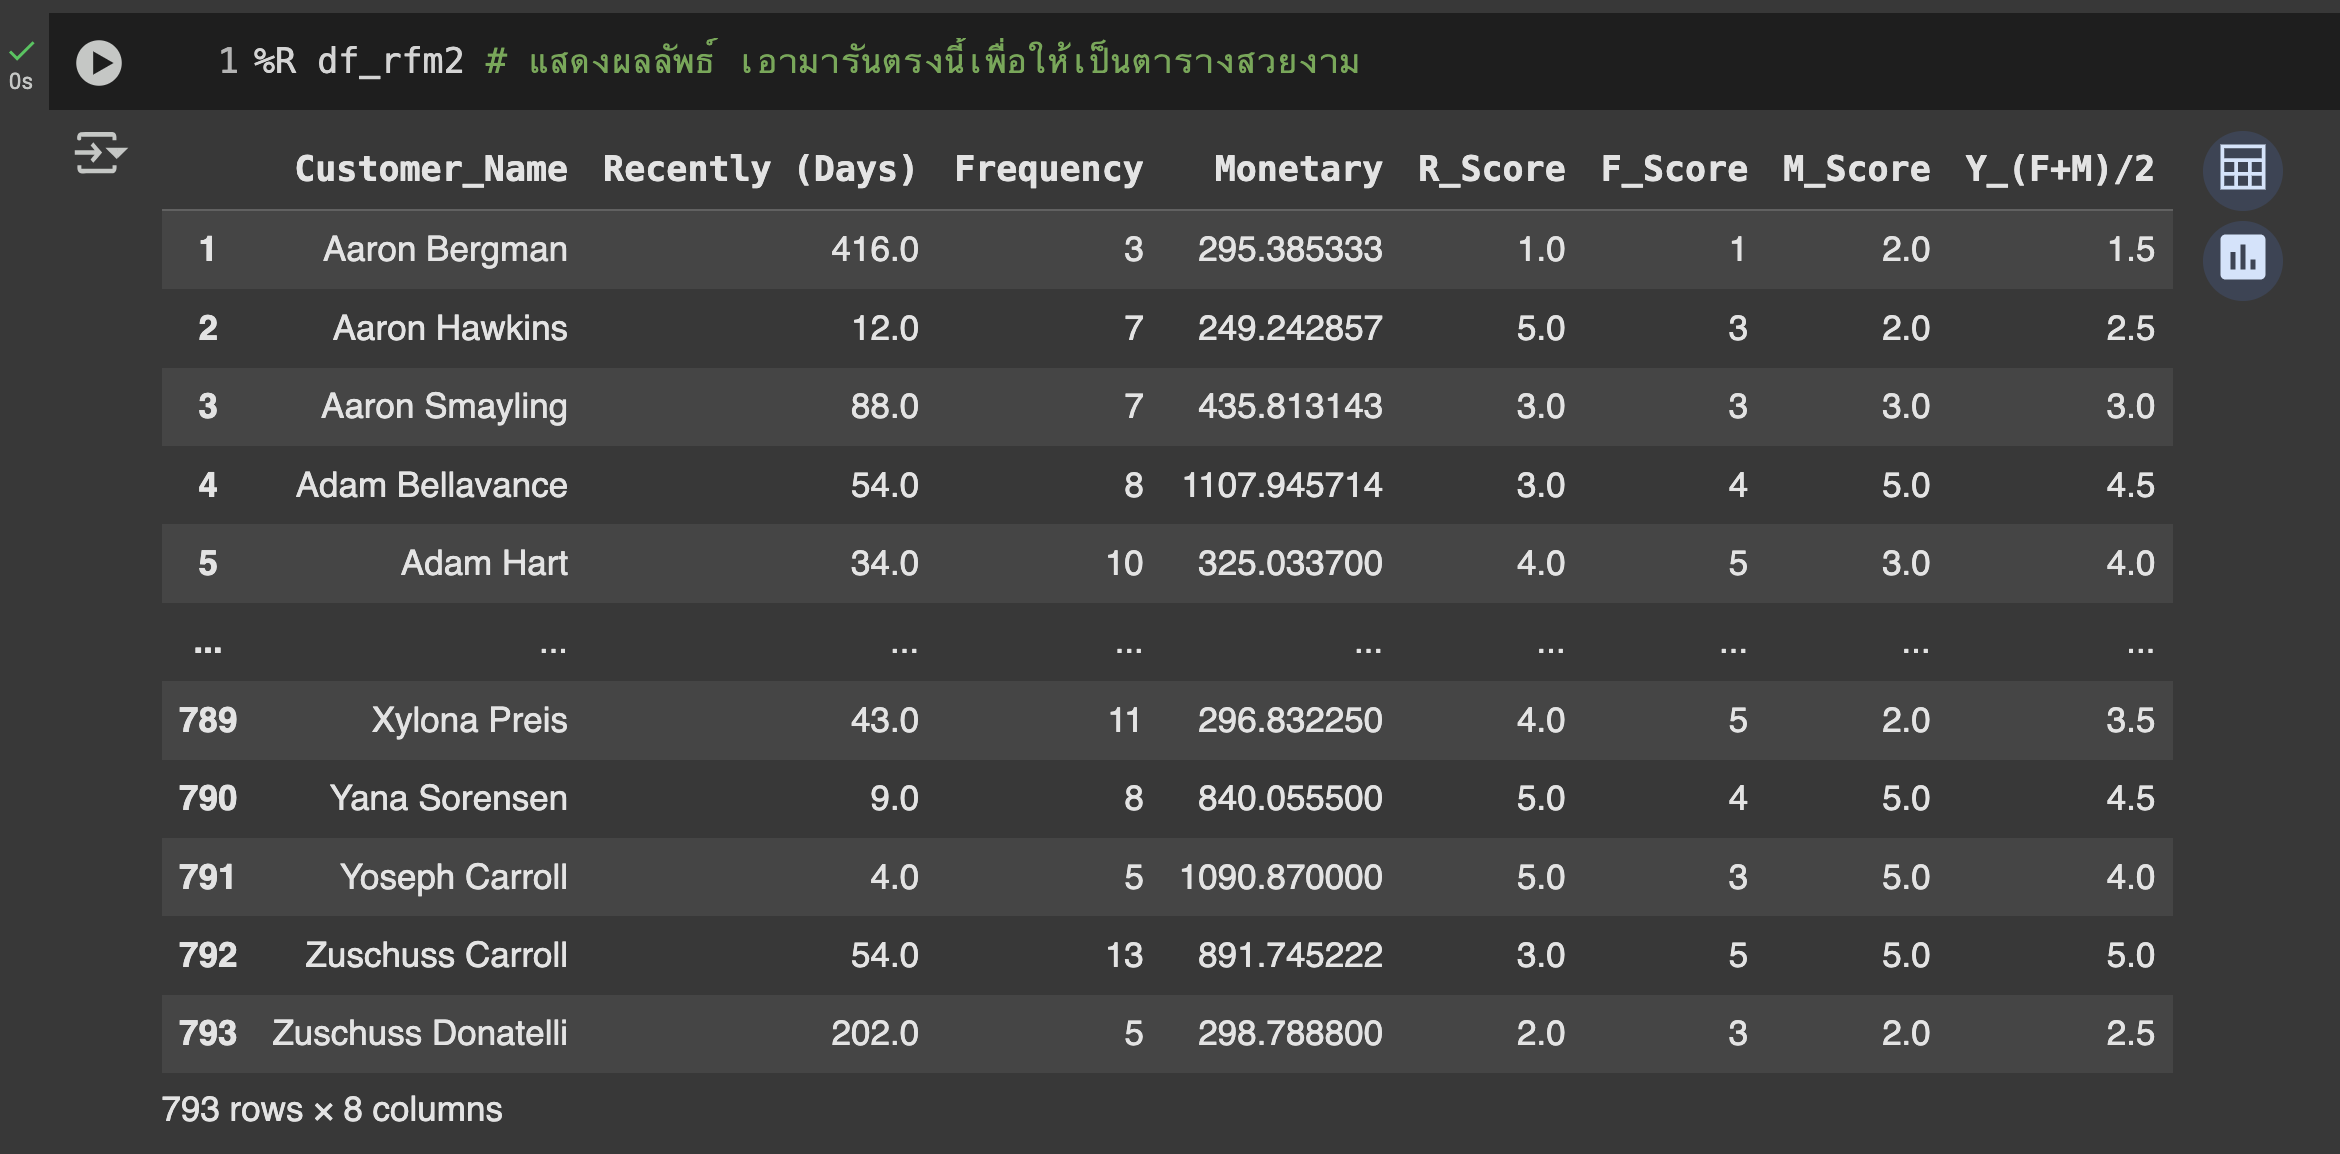 0s
1 %R df_rfm2 # แสดงผลลัพธ์ เอามารันตรงนี้เพื่อให้เป็นตารางสวยงาม
Customer_Name Recently (Days) Frequency Monetary R_Score F_Score M_Score Y_(F+M)/2
1 Aaron Bergman 416.0 3 295.385333 1.0 1 2.0 1.5
2 Aaron Hawkins 12.0 7 249.242857 5.0 3 2.0 2.5
3 Aaron Smayling 88.0 7 435.813143 3.0 3 3.0 3.0
4 Adam Bellavance 54.0 8 1107.945714 3.0 4 5.0 4.5
5 Adam Hart 34.0 10 325.033700 4.0 5 3.0 4.0
... ... ... ... ... ... ... ... ...
789 Xylona Preis 43.0 11 296.832250 4.0 5 2.0 3.5
790 Yana Sorensen 9.0 8 840.055500 5.0 4 5.0 4.5
791 Yoseph Carroll 4.0 5 1090.870000 5.0 3 5.0 4.0
792 Zuschuss Carroll 54.0 13 891.745222 3.0 5 5.0 5.0
793 Zuschuss Donatelli 202.0 5 298.788800 2.0 3 2.0 2.5
793 rows × 8 columns